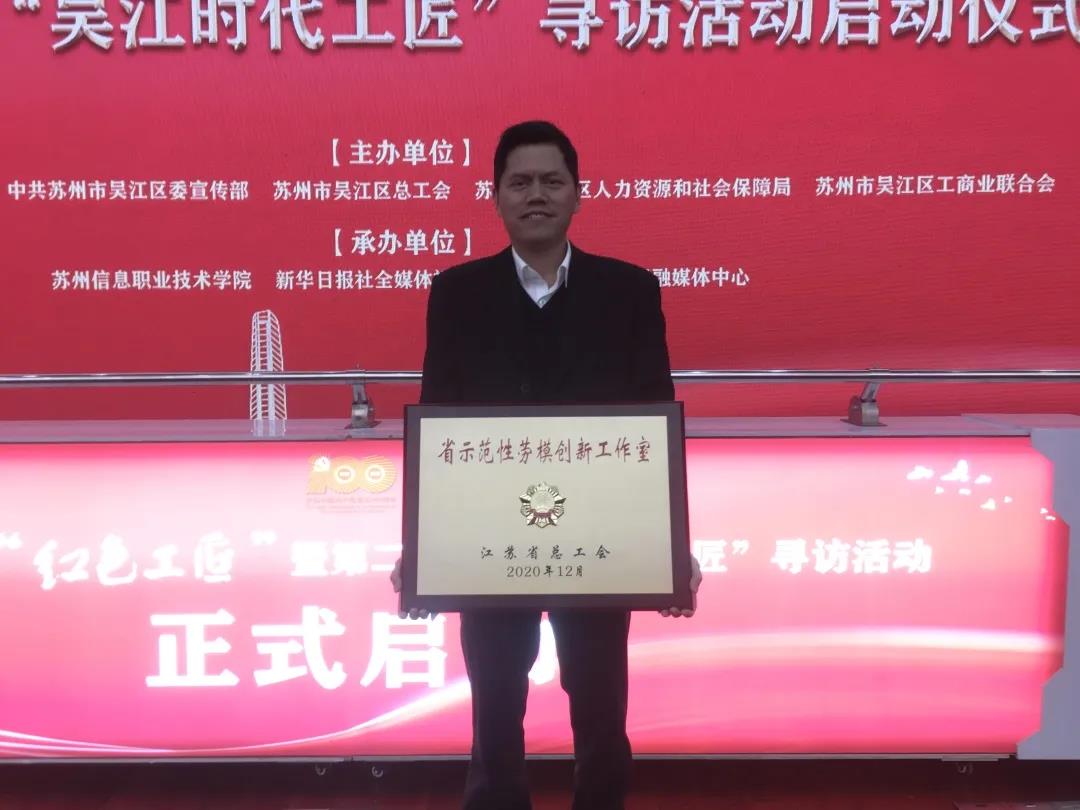 “吴江时代工匠”寻访活动启动仪式
【主办单位】
中共苏州市吴江区委宣传部 苏州市吴江区总工会 苏 区人力资源和社会保障局 苏州市吴江区工商业联合会
【承办单位】
苏州信息职业技术学院 新华日报社全媒体 融媒体中心
省示范性劳模创新工作室
江苏省总工会
2020年12月
100
“红色工匠”暨第二 匠”寻访活动
正式启动